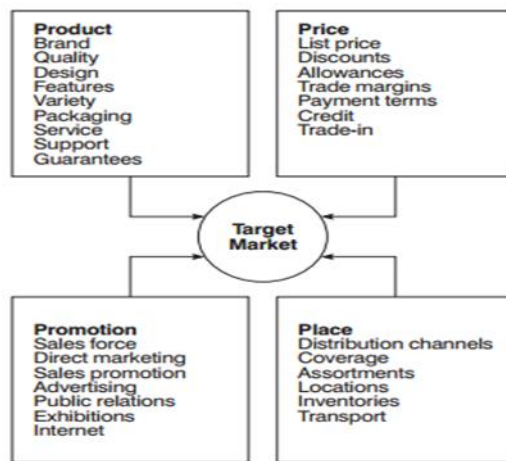 Product
Brand
Quality
Design
Features
Variety
Packaging
Service
Support
Guarantees
Price
List price
Discounts
Allowances
Trade margins
Payment terms
Credit
Trade-in
Target
Market
Promotion
Sales force
Direct marketing
Sales promotion
Advertising
Public relations
Exhibitions
Internet
Place
Distribution channels
Coverage
Assortments
Locations
Inventories
Transport